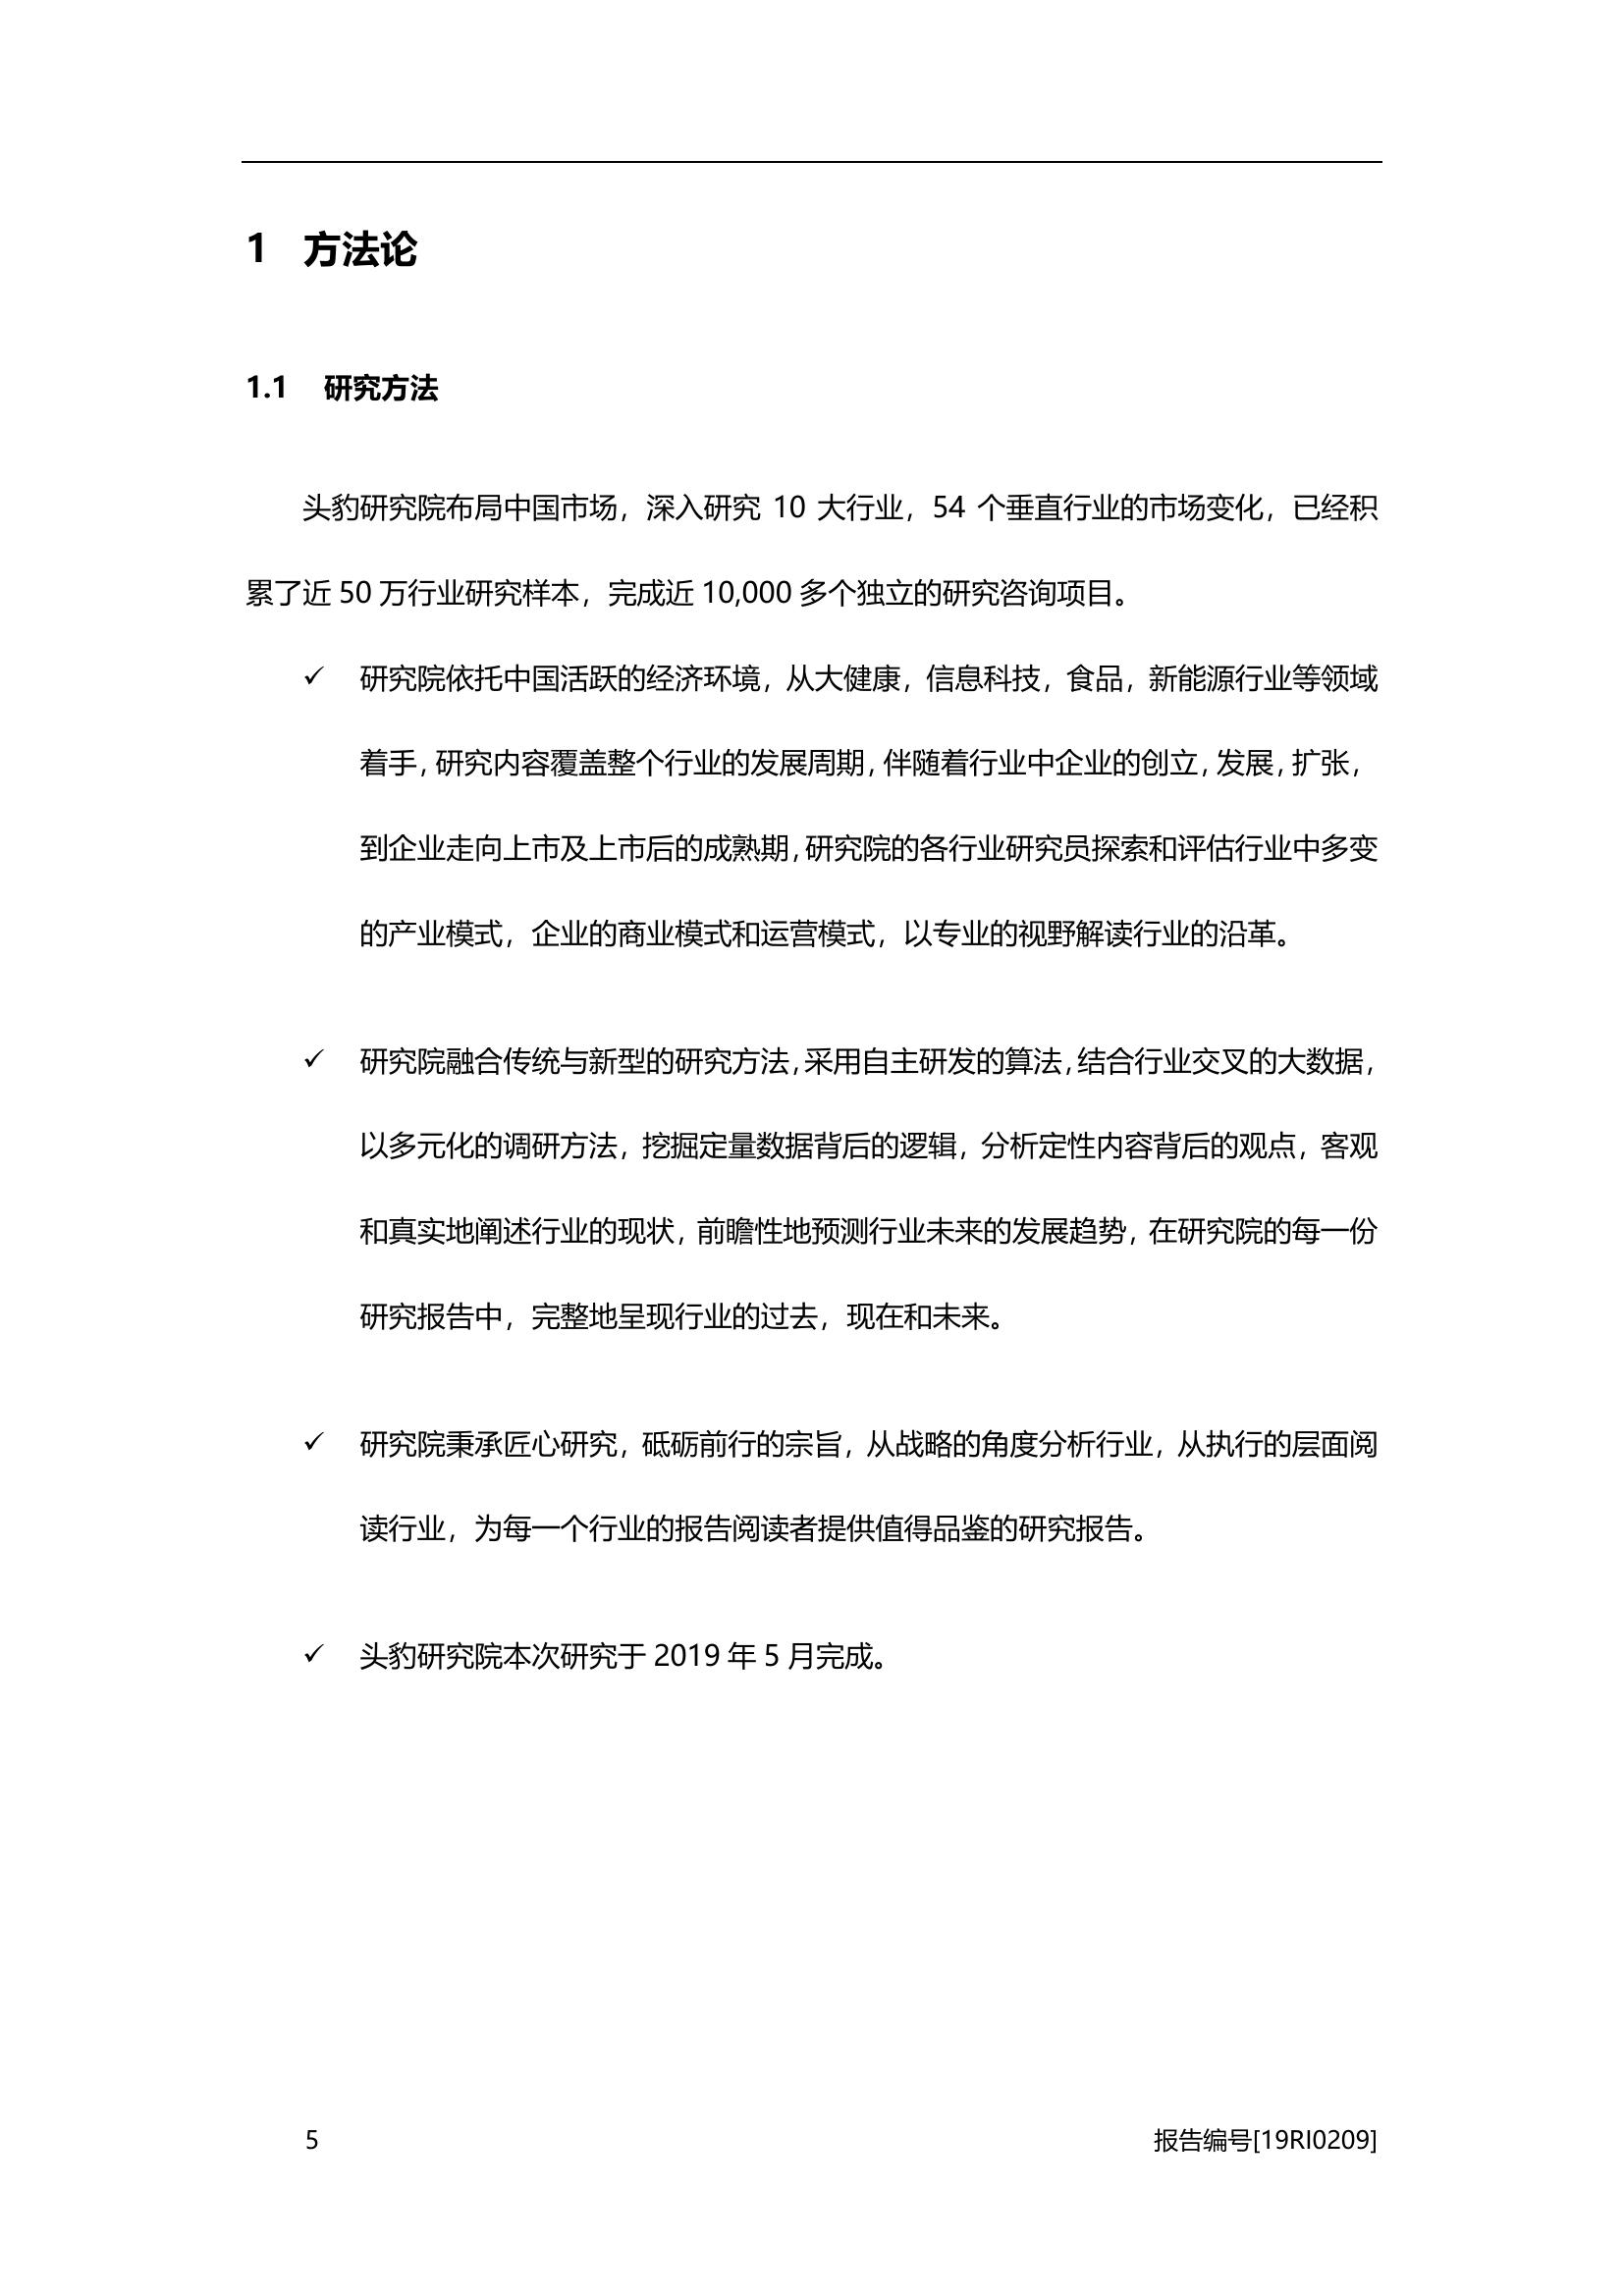 1 方法论
1.1 研究方法
头豹研究院布局中国市场，深入研究 10 大行业，54 个垂直行业的市场变化，已经积
累了近 50 万行业研究样本，完成近 10,000 多个独立的研究咨询项目。
✓ 研究院依托中国活跃的经济环境，从大健康，信息科技，食品，新能源行业等领域
着手，研究内容覆盖整个行业的发展周期，伴随着行业中企业的创立，发展，扩张，
到企业走向上市及上市后的成熟期，研究院的各行业研究员探索和评估行业中多变
的产业模式，企业的商业模式和运营模式，以专业的视野解读行业的沿革。
✓ 研究院融合传统与新型的研究方法，采用自主研发的算法，结合行业交叉的大数据，
以多元化的调研方法，挖掘定量数据背后的逻辑，分析定性内容背后的观点，客观
和真实地阐述行业的现状，前瞻性地预测行业未来的发展趋势，在研究院的每一份
研究报告中，完整地呈现行业的过去，现在和未来。
✓ 研究院秉承匠心研究，砥砺前行的宗旨，从战略的角度分析行业，从执行的层面阅
读行业，为每一个行业的报告阅读者提供值得品鉴的研究报告。
✓ 头豹研究院本次研究于 2019 年 5 月完成。
5 报告编号[19RI0209]